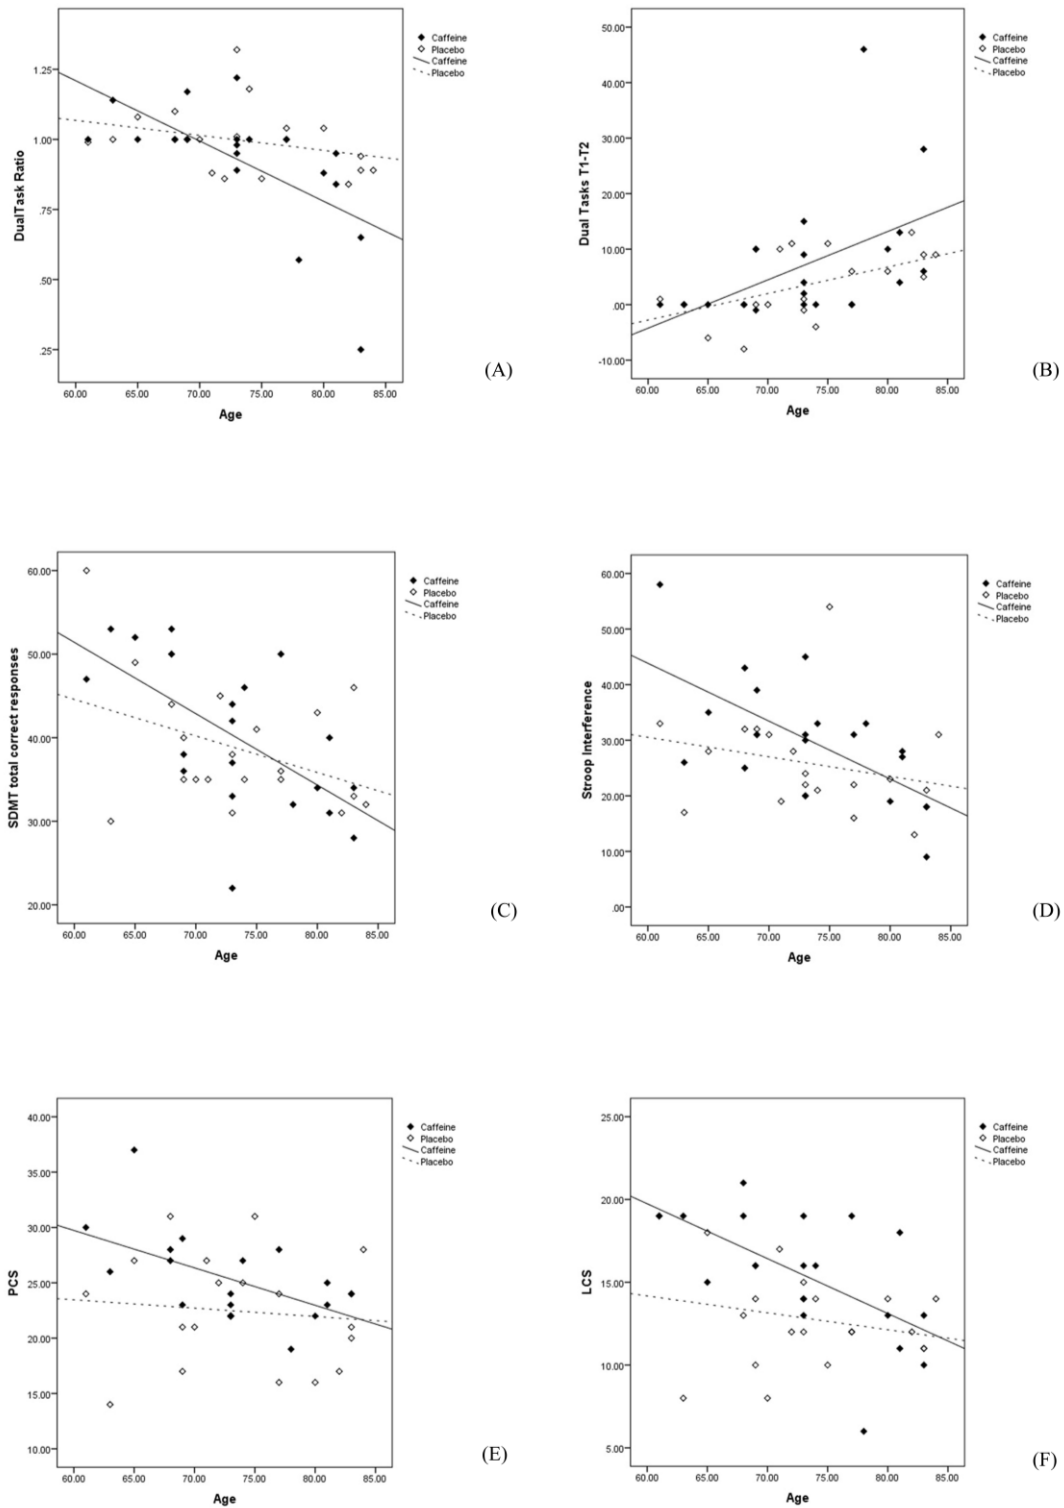 Caffeine
Placebo
Caffeine
Placebo
1.25
1.00
.75
.50
.25
DualTask Ratio
60.00 65.00 70.00 75.00 80.00 85.00
Age
(A)
Caffeine
Placebo
Caffeine
Placebo
50.00
40.00
30.00
20.00
10.00
.00
-10.00
Dual Tasks T1-T2
60.00 65.00 70.00 75.00 80.00 85.00
Age
(B)
Caffeine
Placebo
Caffeine
Placebo
60.00
50.00
40.00
30.00
20.00
SDMT total correct responses
60.00 65.00 70.00 75.00 80.00 85.00
Age
(C)
Caffeine
Placebo
Caffeine
Placebo
60.00
50.00
40.00
30.00
20.00
10.00
.00
Stroop Interference
60.00 65.00 70.00 75.00 80.00 85.00
Age
(D)
Caffeine
Placebo
Caffeine
Placebo
40.00
35.00
30.00
25.00
20.00
15.00
10.00
PCS
60.00 65.00 70.00 75.00 80.00 85.00
Age
(E)
Caffeine
Placebo
Caffeine
Placebo
25.00
20.00
15.00
10.00
5.00
LCS
60.00 65.00 70.00 75.00 80.00 85.00
Age
(F)